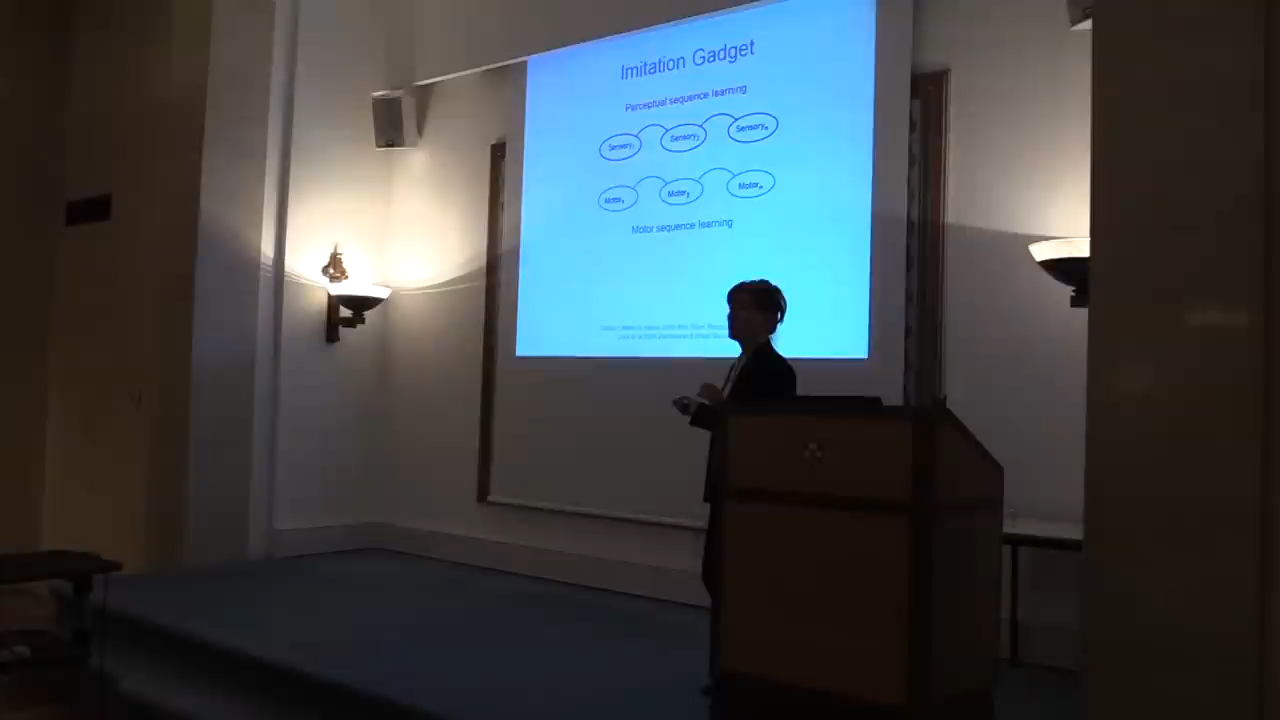 Imitation Gadget
Perceptual sequence learning
Sensory₁ Sensory₂ Sensoryₙ
Motor₁ Motor₂ Motorₙ
Motor sequence learning